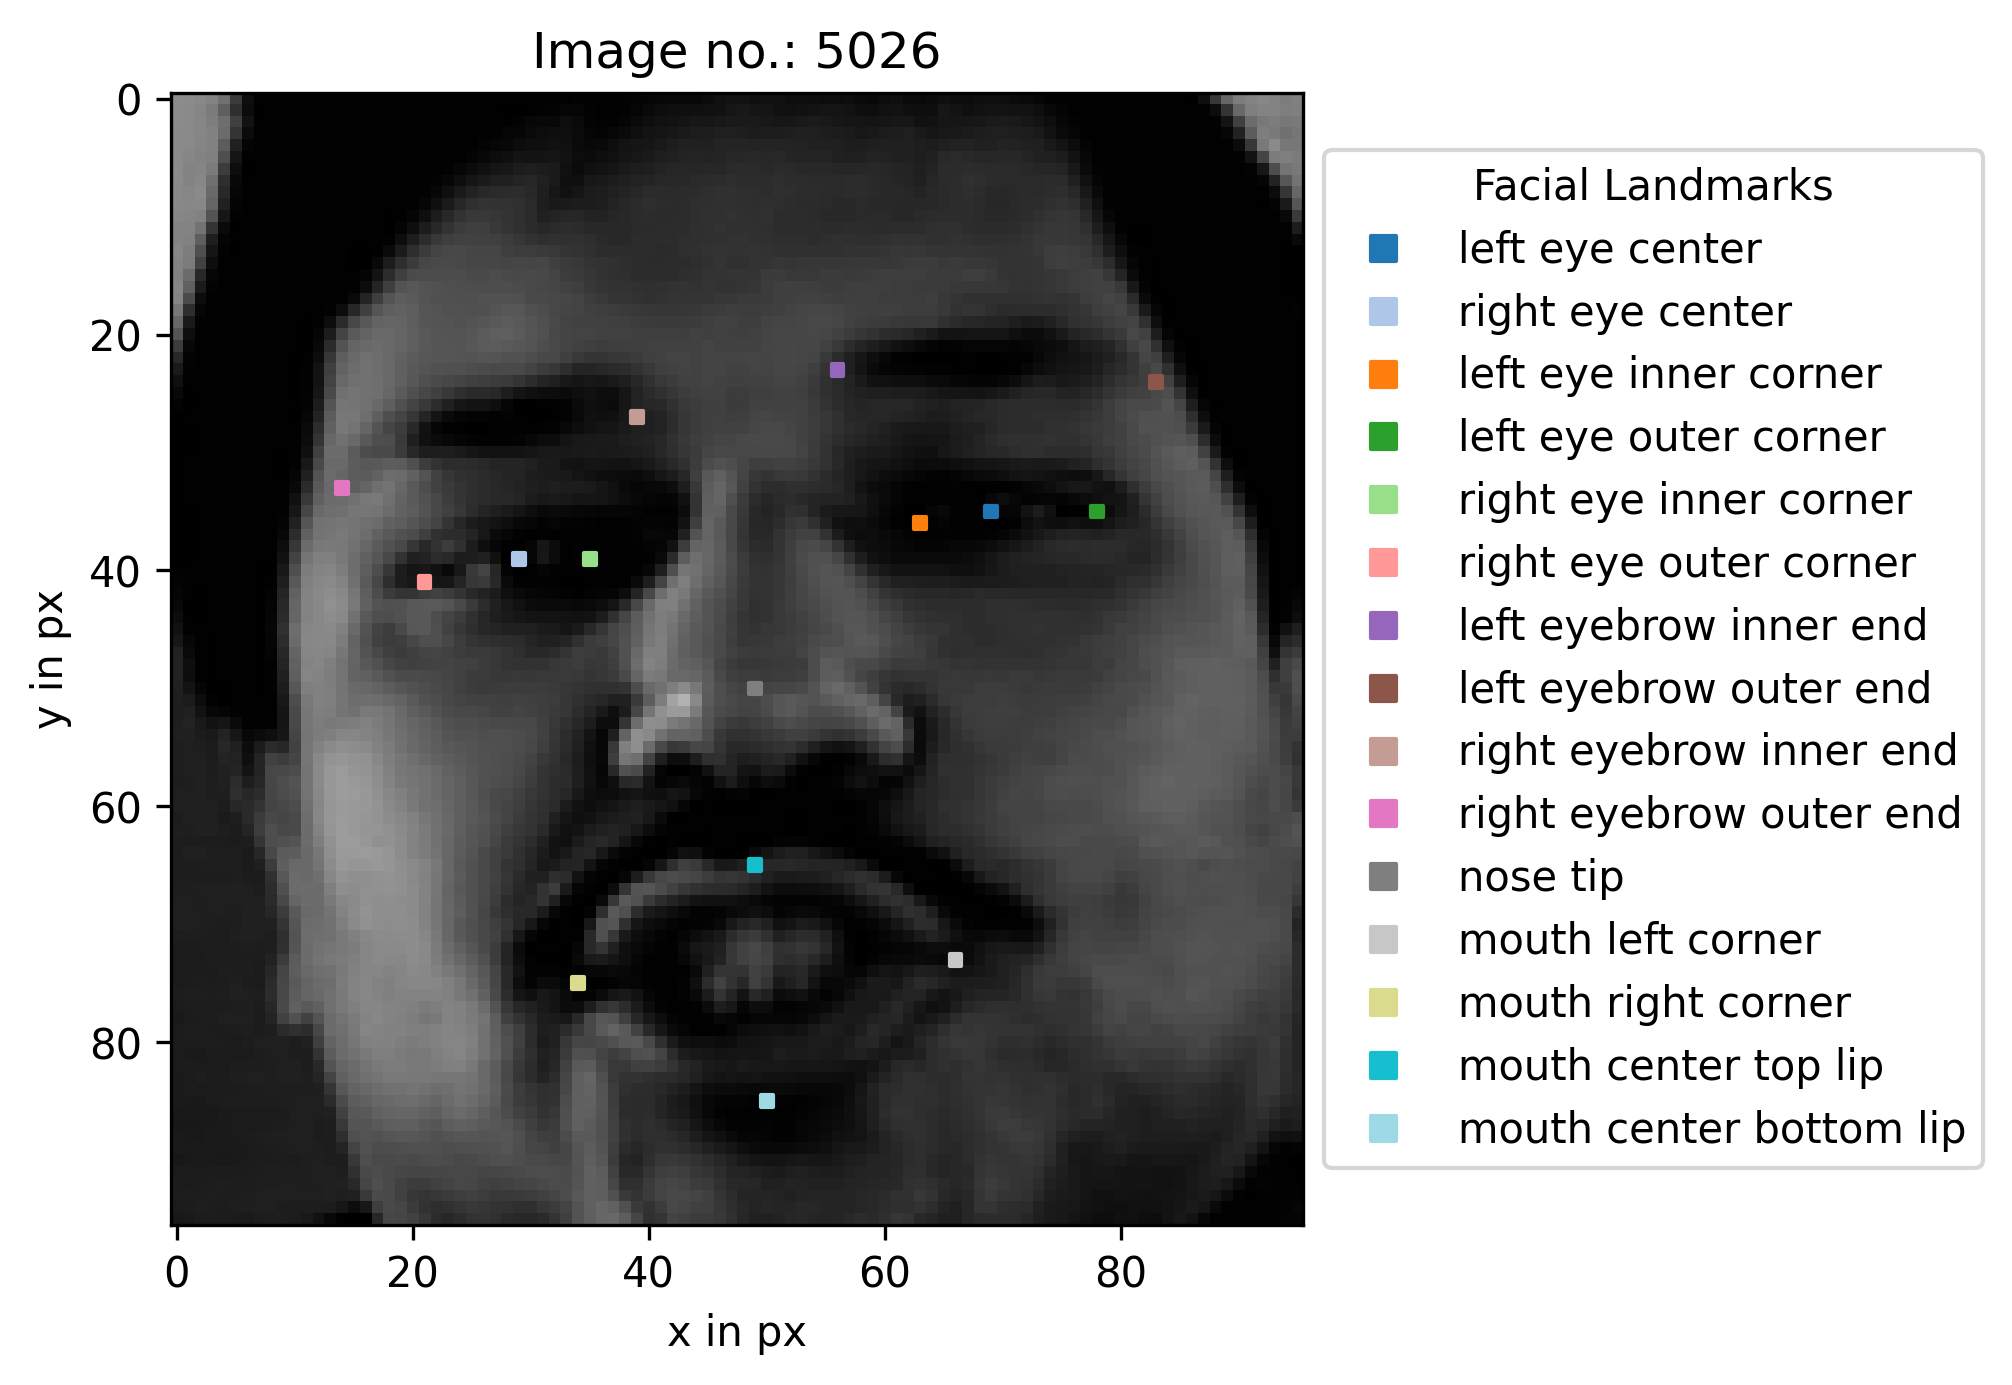 Image no.: 5026
0
20
40
60
80
y in px
0 20 40 60 80
x in px
Facial Landmarks
left eye center
right eye center
left eye inner corner
left eye outer corner
right eye inner corner
right eye outer corner
left eyebrow inner end
left eyebrow outer end
right eyebrow inner end
right eyebrow outer end
nose tip
mouth left corner
mouth right corner
mouth center top lip
mouth center bottom lip